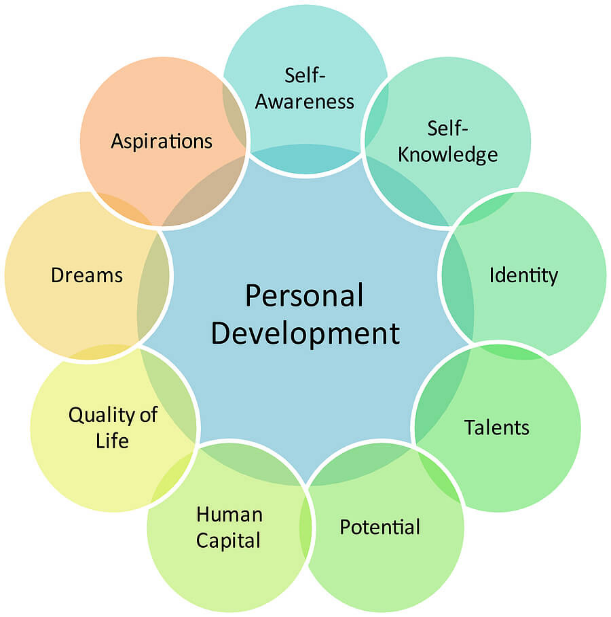 Self-
Awareness
Self-
Knowledge
Identity
Talents
Potential
Human
Capital
Quality of
Life
Dreams
Aspirations
Personal
Development